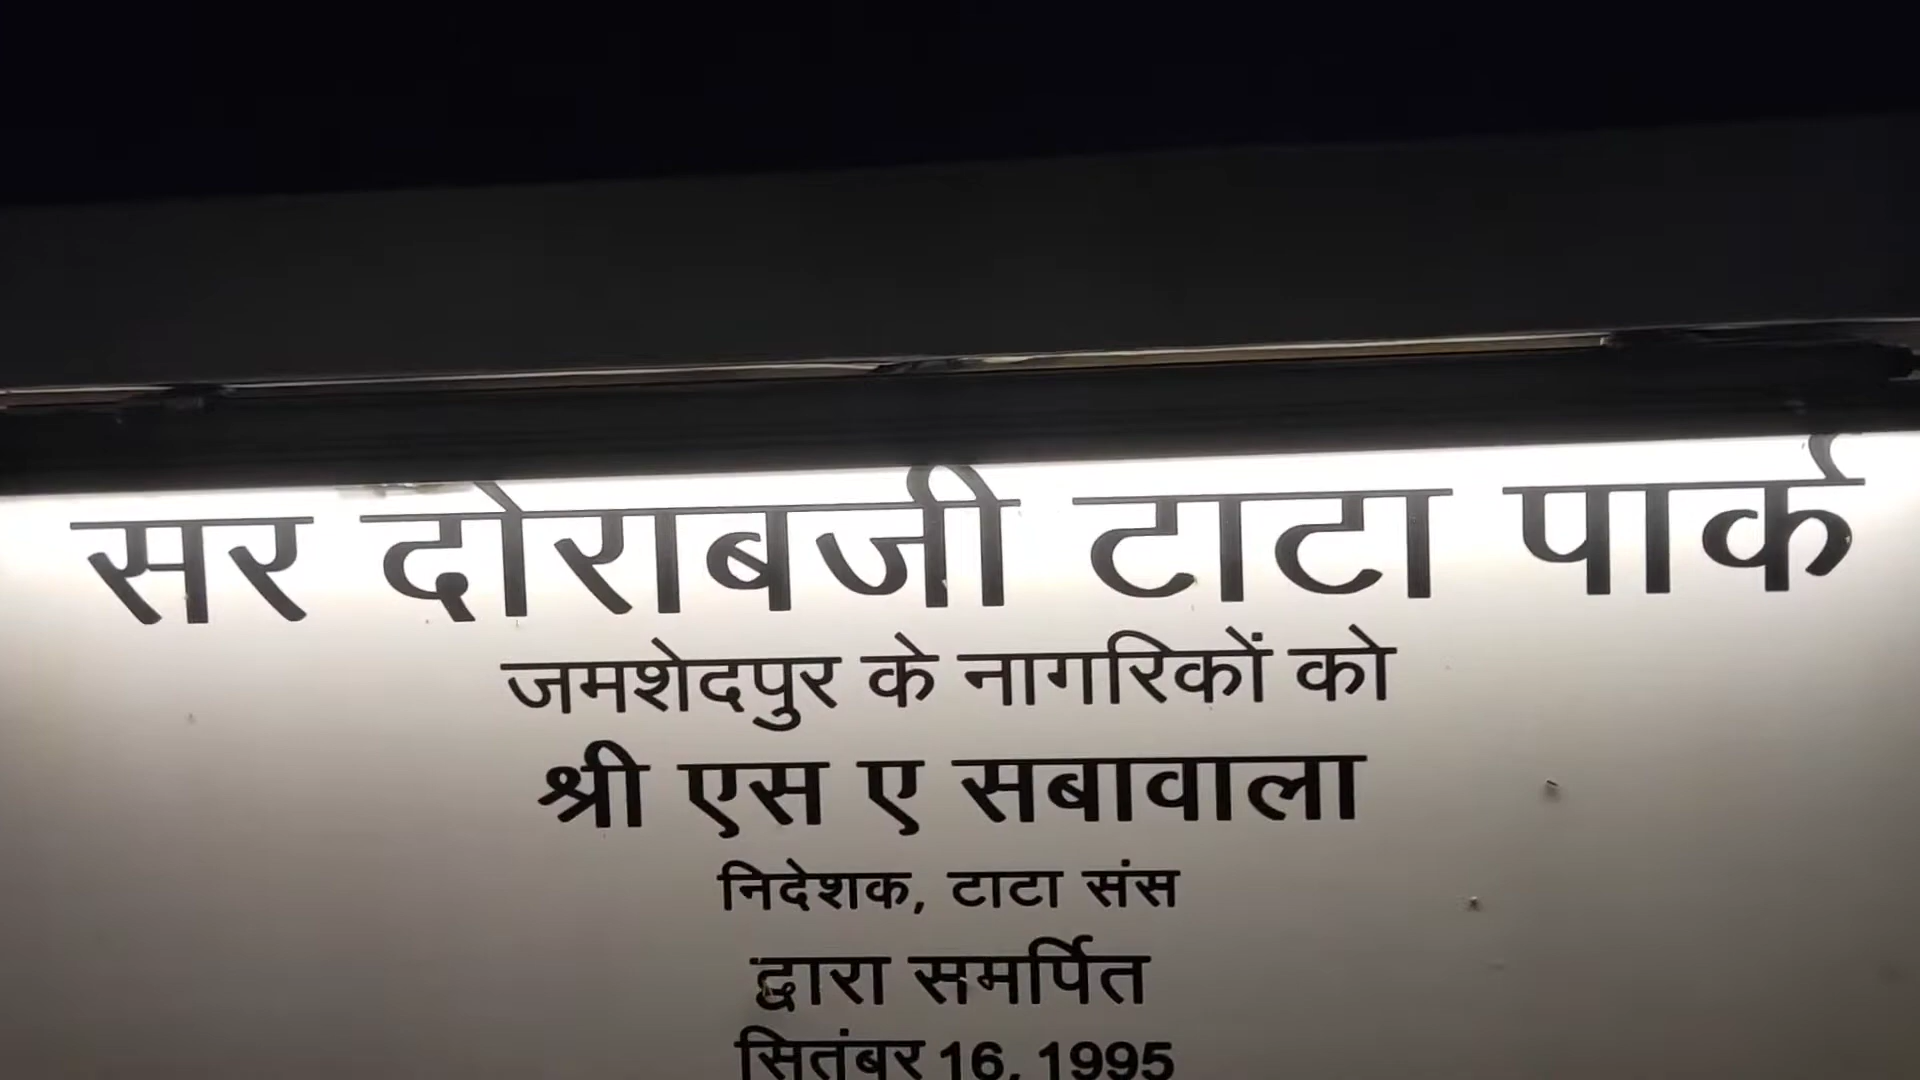 सर दोराबजी टाटा पार्क
जमशेदपुर के नागरिकों को
श्री एस ए सबावाला
निदेशक, टाटा संस
द्वारा समर्पित
सितंबर 16, 1995